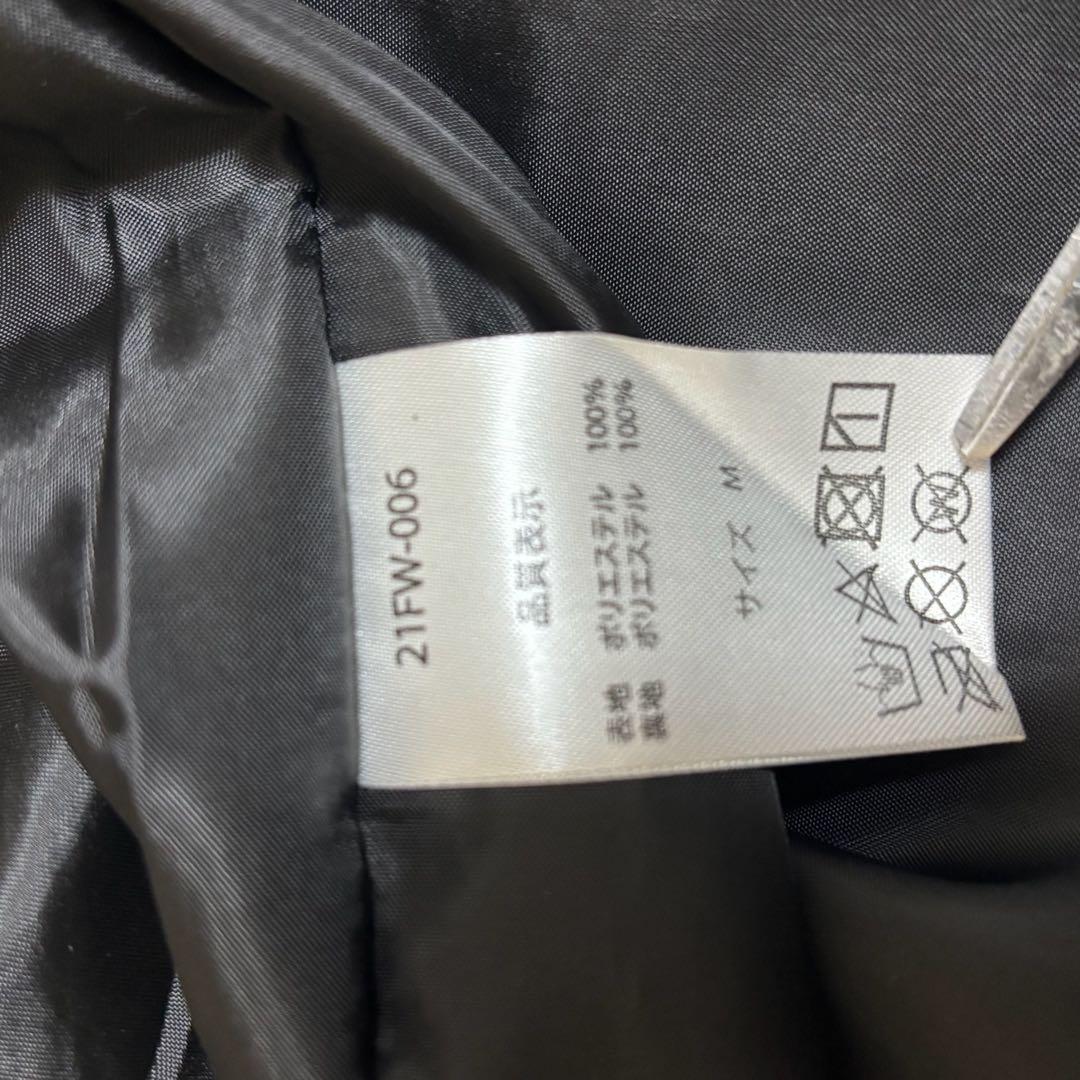 21FW-006
品質表示
表地 ポリエステル 100%
裏地 ポリエステル 100%
サイズ M